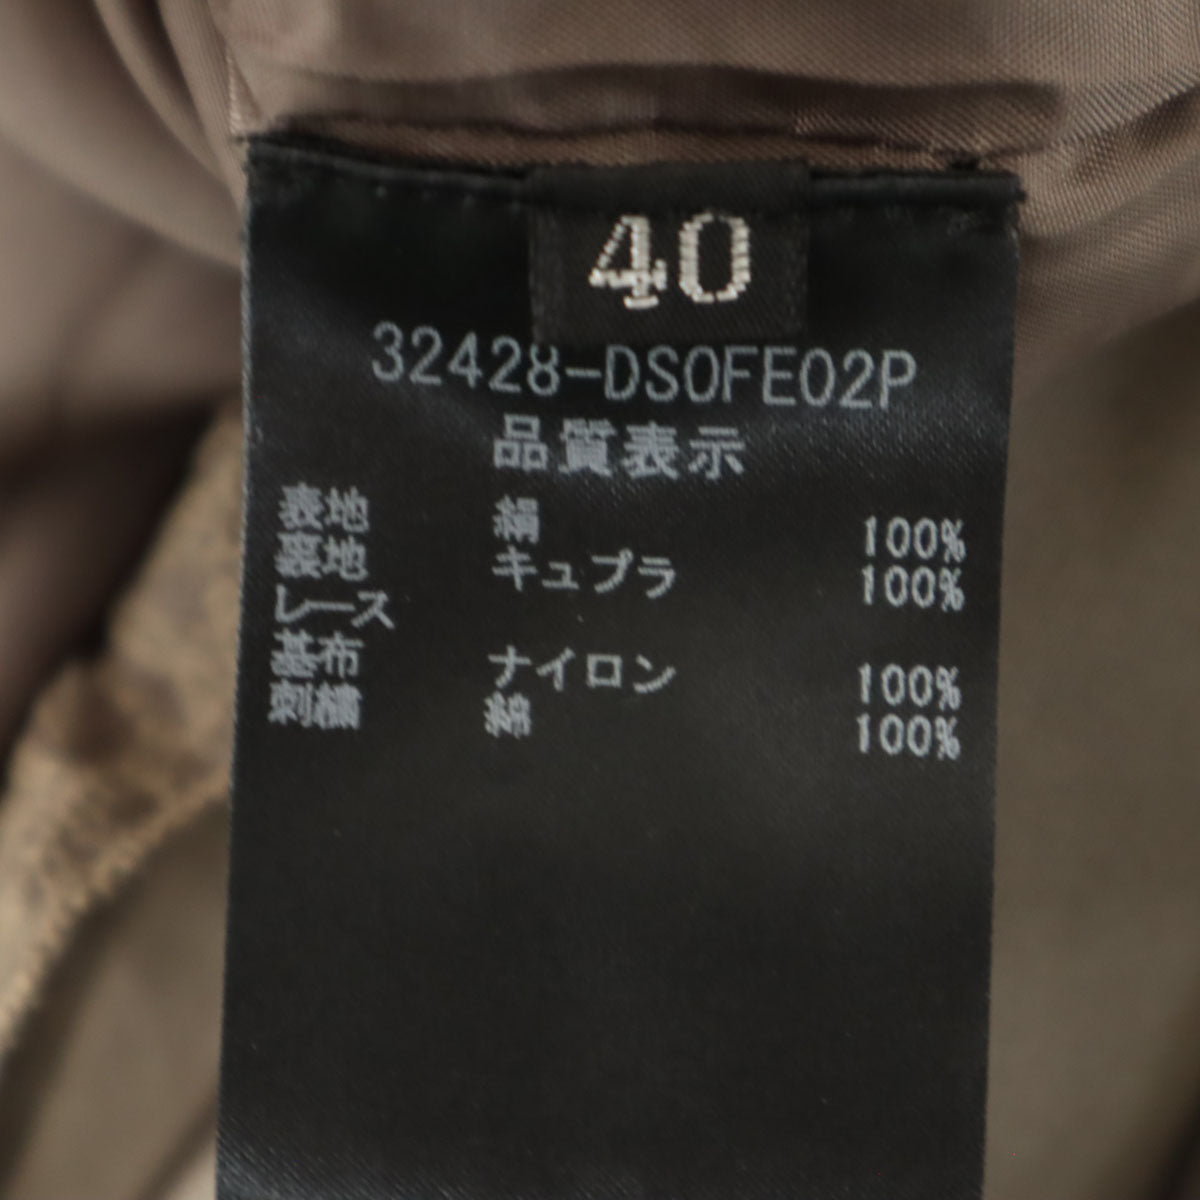 40
32428-DS0FE02P
品質表示
表地 絹 100%
裏地 キュプラ 100%
レース
基布 ナイロン 100%
刺繍 綿 100%